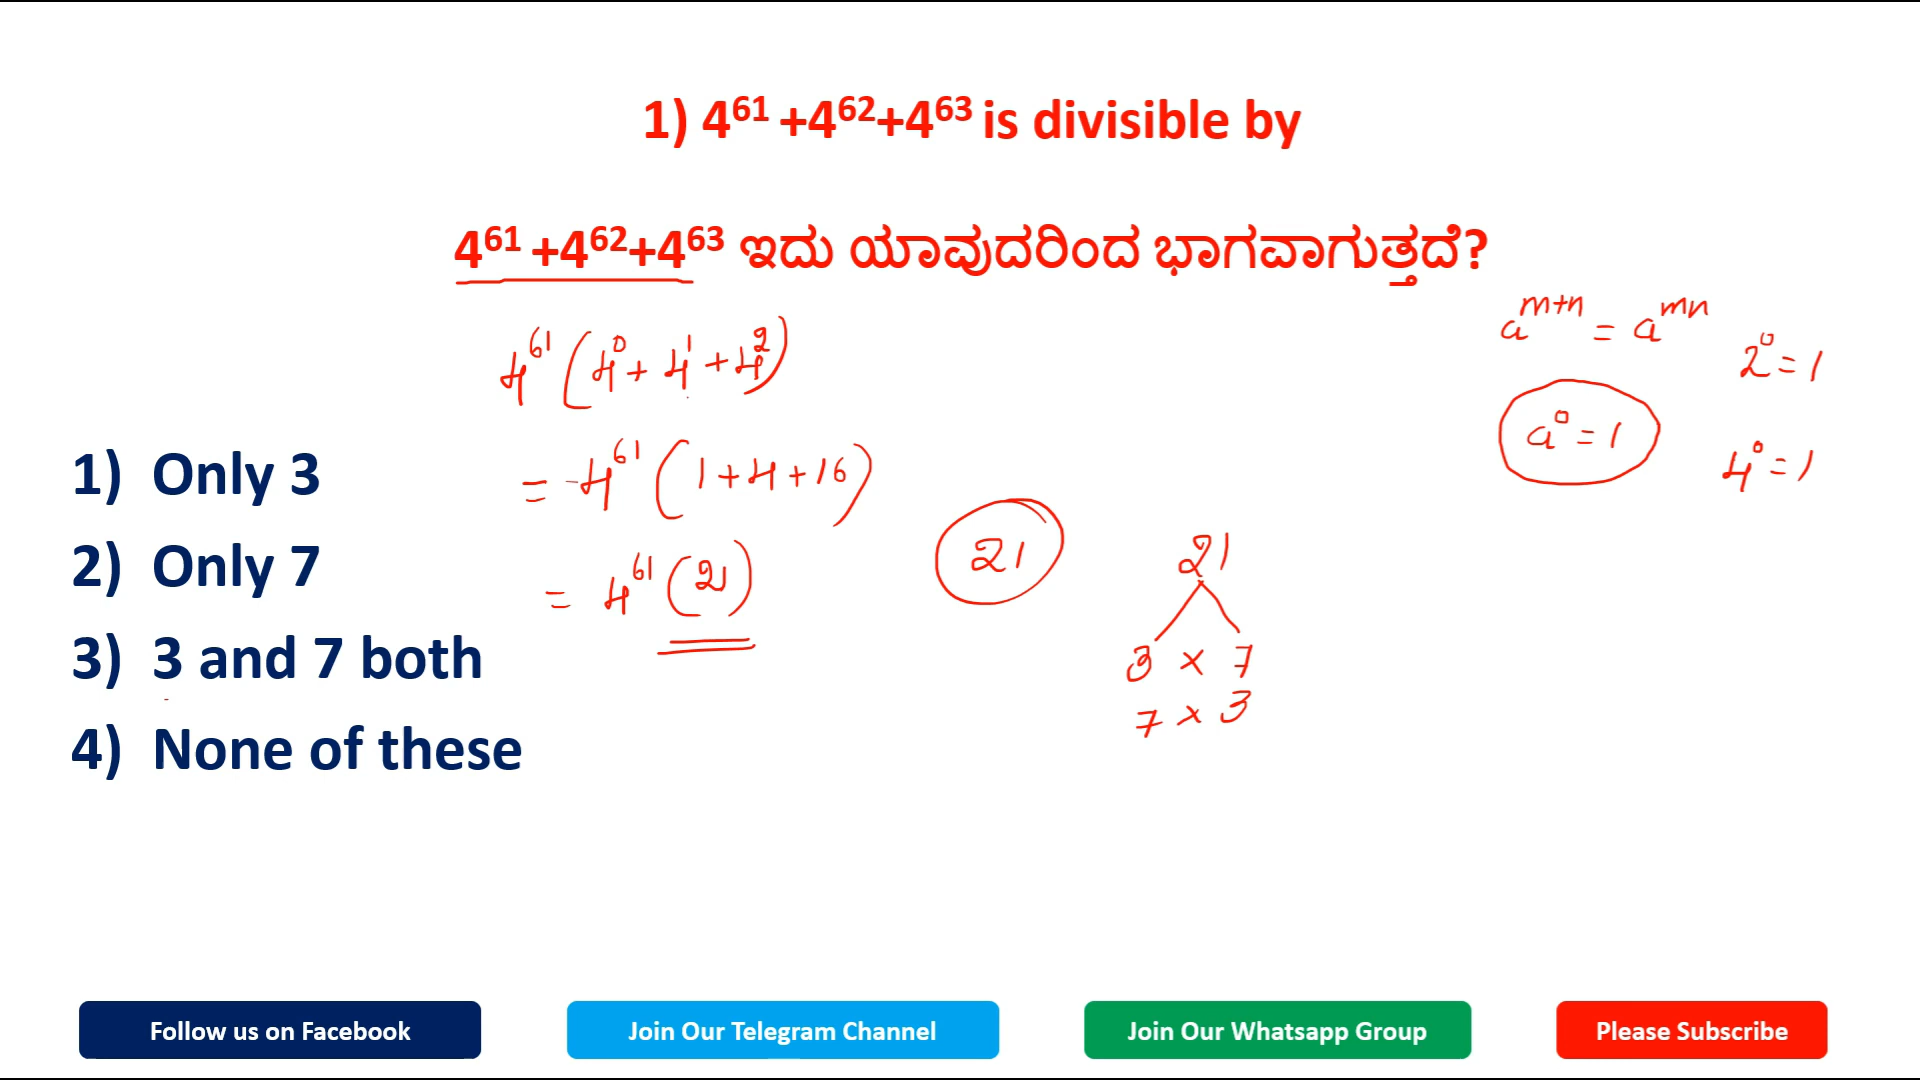 1) 4⁶¹ +4⁶²+4⁶³ is divisible by
4⁶¹ +4⁶²+4⁶³ ಇದು ಯಾವುದರಿಂದ ಭಾಗವಾಗುತ್ತದೆ?
4⁶¹ (4⁰ + 4¹ + 4²)
= 4⁶¹ (1 + 4 + 16)
= 4⁶¹ (21)
21
21
3 × 7
7 × 3
aᵐ⁺ⁿ = aᵐⁿ
2⁰ = 1
a⁰ = 1
4⁰ = 1
1) Only 3
2) Only 7
3) 3 and 7 both
4) None of these
Follow us on Facebook
Join Our Telegram Channel
Join Our Whatsapp Group
Please Subscribe